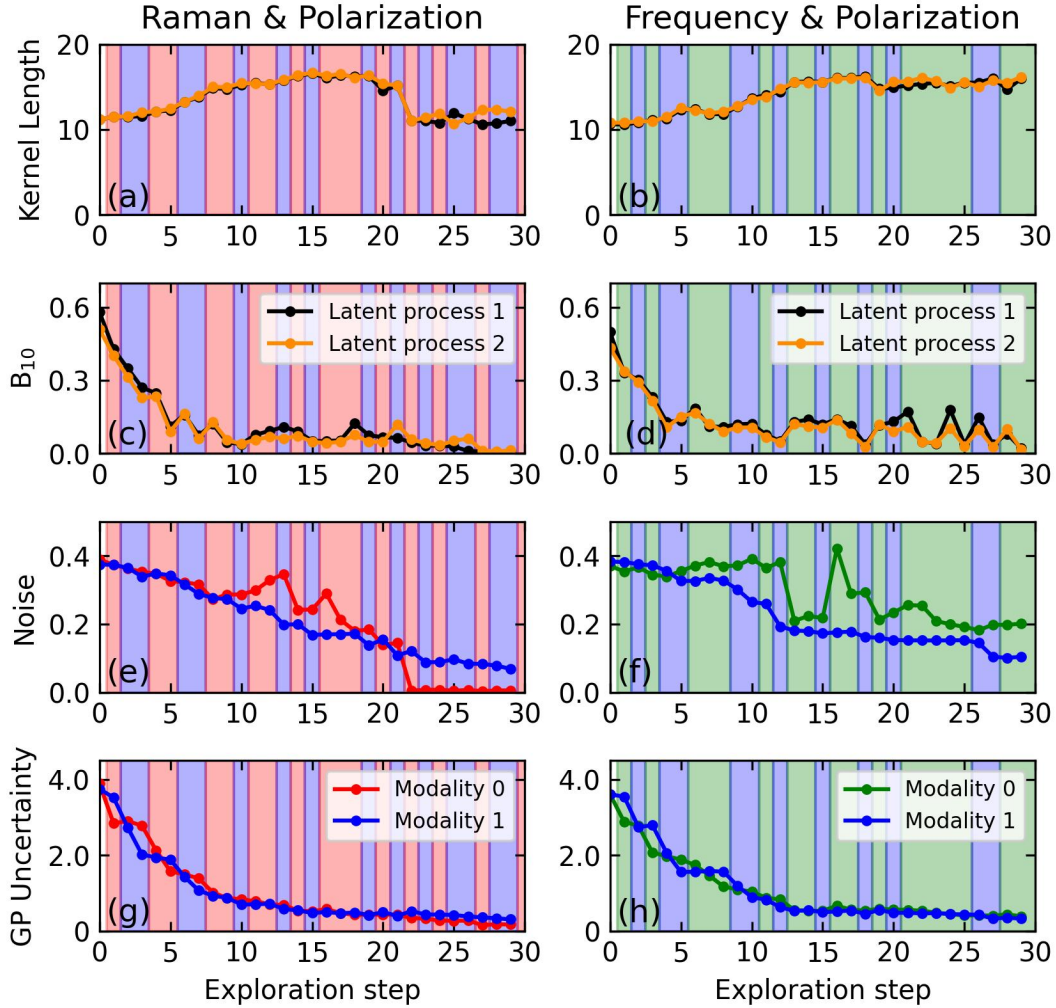 Raman & Polarization
Frequency & Polarization
Kernel Length
20
10
0
(a)
0 5 10 15 20 25 30
20
10
0
(b)
0 5 10 15 20 25 30
B10
0.6
0.3
0.0
Latent process 1
Latent process 2
(c)
0 5 10 15 20 25 30
0.6
0.3
0.0
Latent process 1
Latent process 2
(d)
0 5 10 15 20 25 30
Noise
0.4
0.2
0.0
(e)
0 5 10 15 20 25 30
0.4
0.2
0.0
(f)
0 5 10 15 20 25 30
GP Uncertainty
4.0
2.0
0
Modality 0
Modality 1
(g)
0 5 10 15 20 25 30
Exploration step
4.0
2.0
0
Modality 0
Modality 1
(h)
0 5 10 15 20 25 30
Exploration step